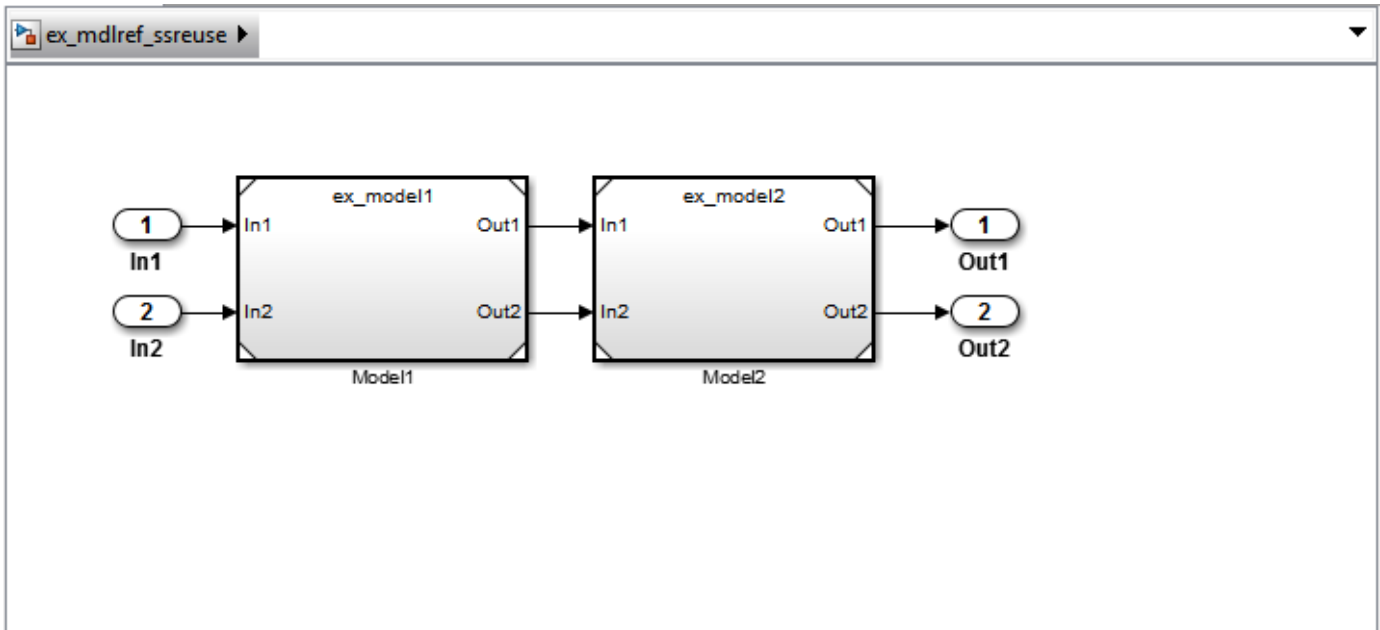 ex_mdlref_ssreuse
ex_model1 ex_model2
1 In1 Out1 In1 Out1 1
In1 Out1
2 In2 Out2 In2 Out2 2
In2 Out2
Model1 Model2